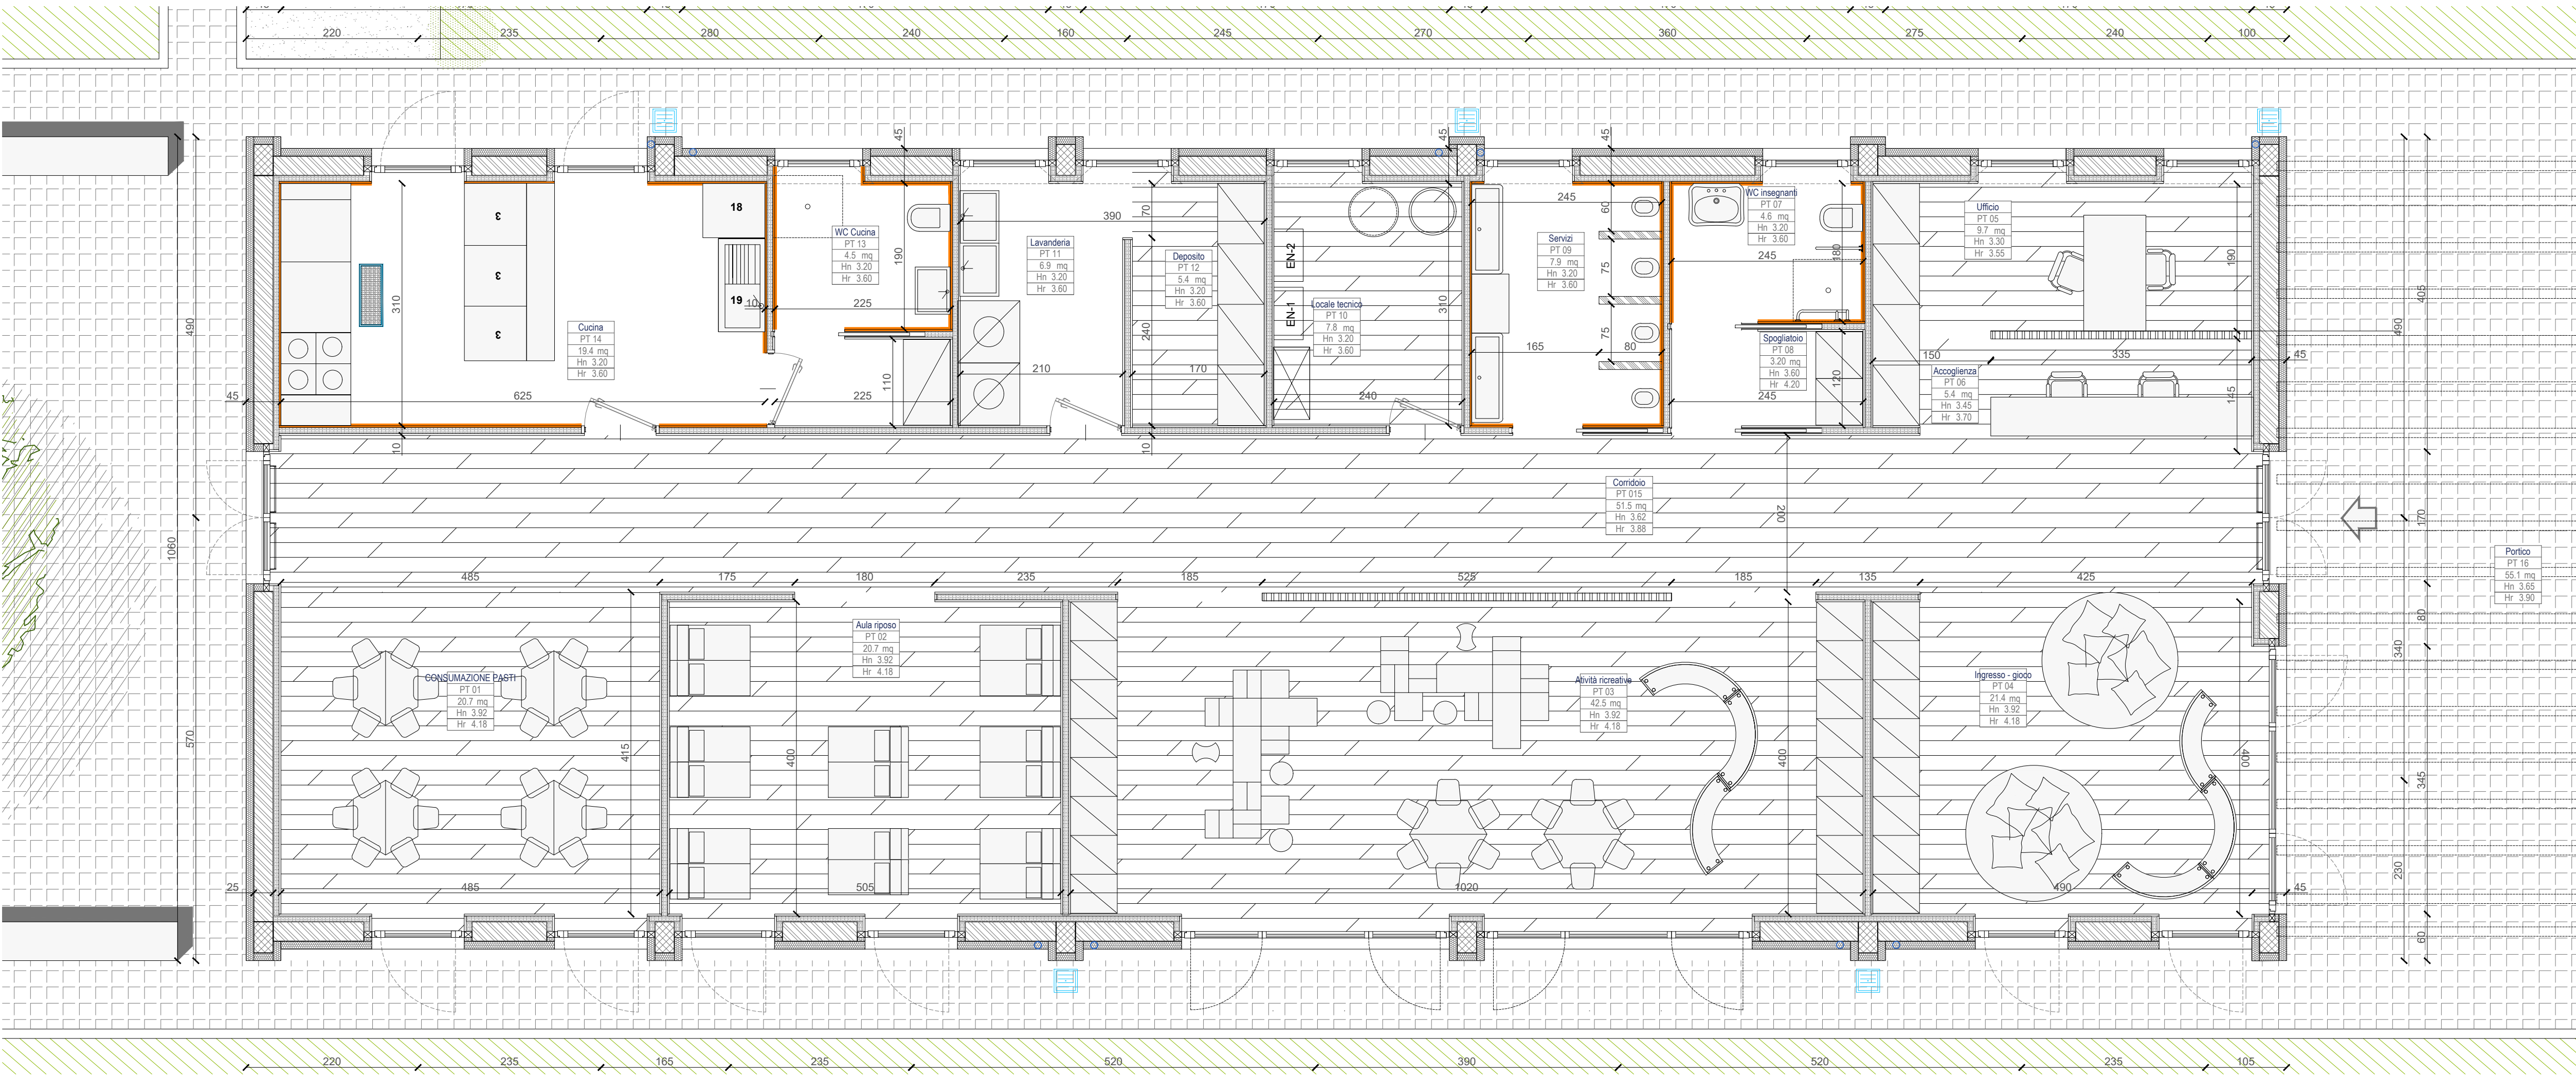 220 235 280 240 160 245 270 360 275 240 100
45 45 45
18
19
3
3
3
310
Cucina
PT 14
19.4 mq
Hn 3.20
Hr 3.60
10
WC Cucina
PT 13
4.5 mq
Hn 3.20
Hr 3.60
190
225
390
70
Lavanderia
PT 11
6.9 mq
Hn 3.20
Hr 3.60
240
Deposito
PT 12
5.4 mq
Hn 3.20
Hr 3.60
EN-2
EN-1
Locale tecnico
PT 10
7.8 mq
Hn 3.20
Hr 3.60
310
245
60
75
75
Servizi
PT 09
7.9 mq
Hn 3.20
Hr 3.60
165 80
WC insegnanti
PT 07
4.6 mq
Hn 3.20
Hr 3.60
180
245
Spogliatoio
PT 08
3.20 mq
Hn 3.60
Hr 4.20
120
Ufficio
PT 05
9.7 mq
Hn 3.30
Hr 3.55
190
150 335 45
Accoglienza
PT 06
5.4 mq
Hn 3.45
Hr 3.70
145
45 625 225 110 210 170 240 245
10 10
490
1060
570
490
405
170
80
340
345
230
60
Corridoio
PT 015
51.5 mq
Hn 3.62
Hr 3.88
200
Portico
PT 16
55.1 mq
Hn 3.65
Hr 3.90
485 175 180 235 185 525 185 135 425
CONSUMAZIONE PASTI
PT 01
20.7 mq
Hn 3.92
Hr 4.18
415
Aula riposo
PT 02
20.7 mq
Hn 3.92
Hr 4.18
400
Atività ricreative
PT 03
42.5 mq
Hn 3.92
Hr 4.18
400
Ingresso - gioco
PT 04
21.4 mq
Hn 3.92
Hr 4.18
400
25 485 505 1020 490 45
220 235 165 235 520 390 520 235 105